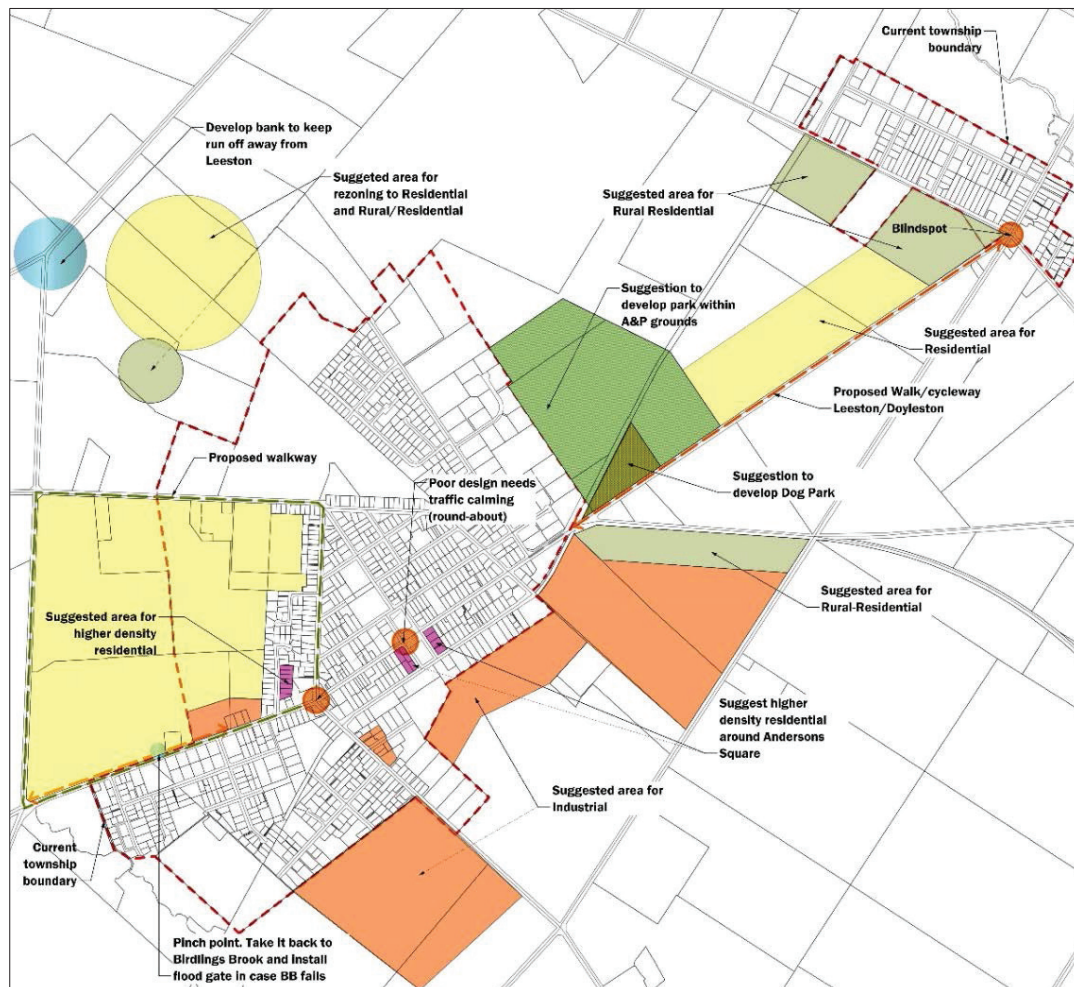 Current township
boundary
Develop bank to keep
run off away from
Leeston
Suggeted area for
rezoning to Residential
and Rural/Residential
Suggested area for
Rural Residential
Blindspot
Suggestion to
develop park within
A&P grounds
Suggested area for
Residential
Proposed Walk/cycleway
Leeston/Doyleston
Proposed walkway
Poor design needs
traffic calming
(round-about)
Suggestion to
develop Dog Park
Suggested area for
higher density
residential
Suggested area for
Rural-Residential
Suggest higher
density residential
around Andersons
Square
Suggested area for
Industrial
Current
township
boundary
Pinch point. Take it back to
Birdlings Brook and install
flood gate in case BB fails